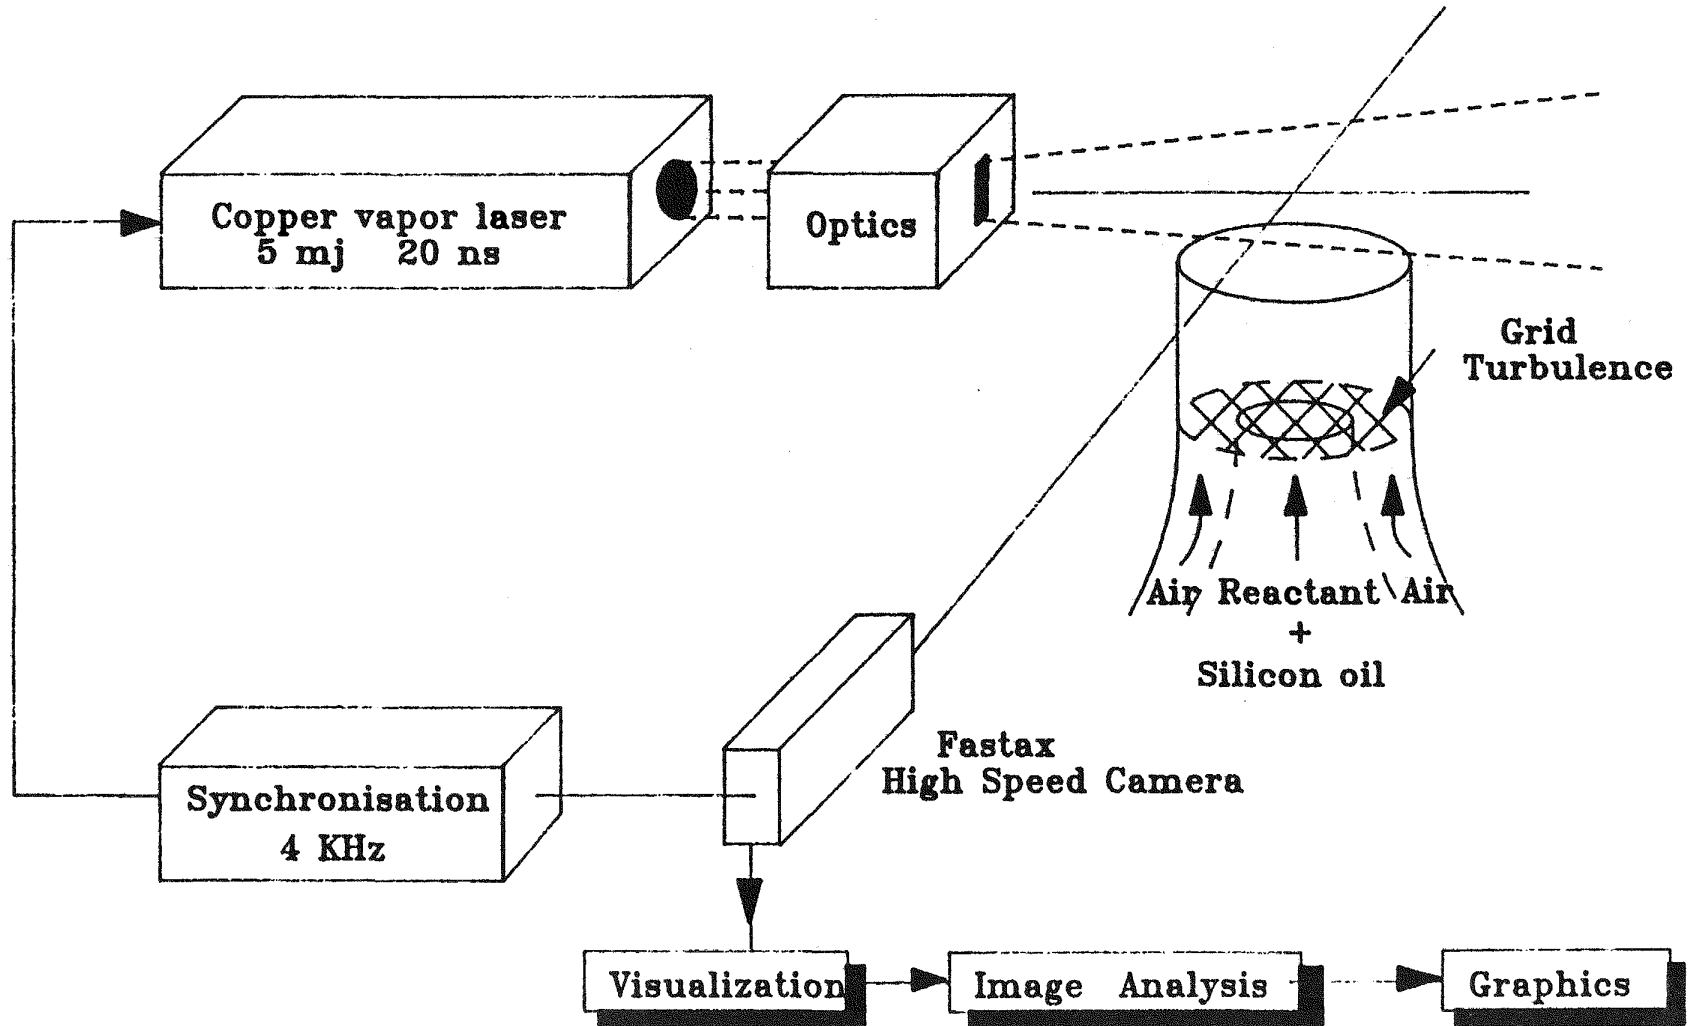 Copper vapor laser
5 mj 20 ns
Optics
Grid
Turbulence
Air Reactant Air
+
Silicon oil
Fastax
High Speed Camera
Synchronisation
4 KHz
Visualization
Image Analysis
Graphics